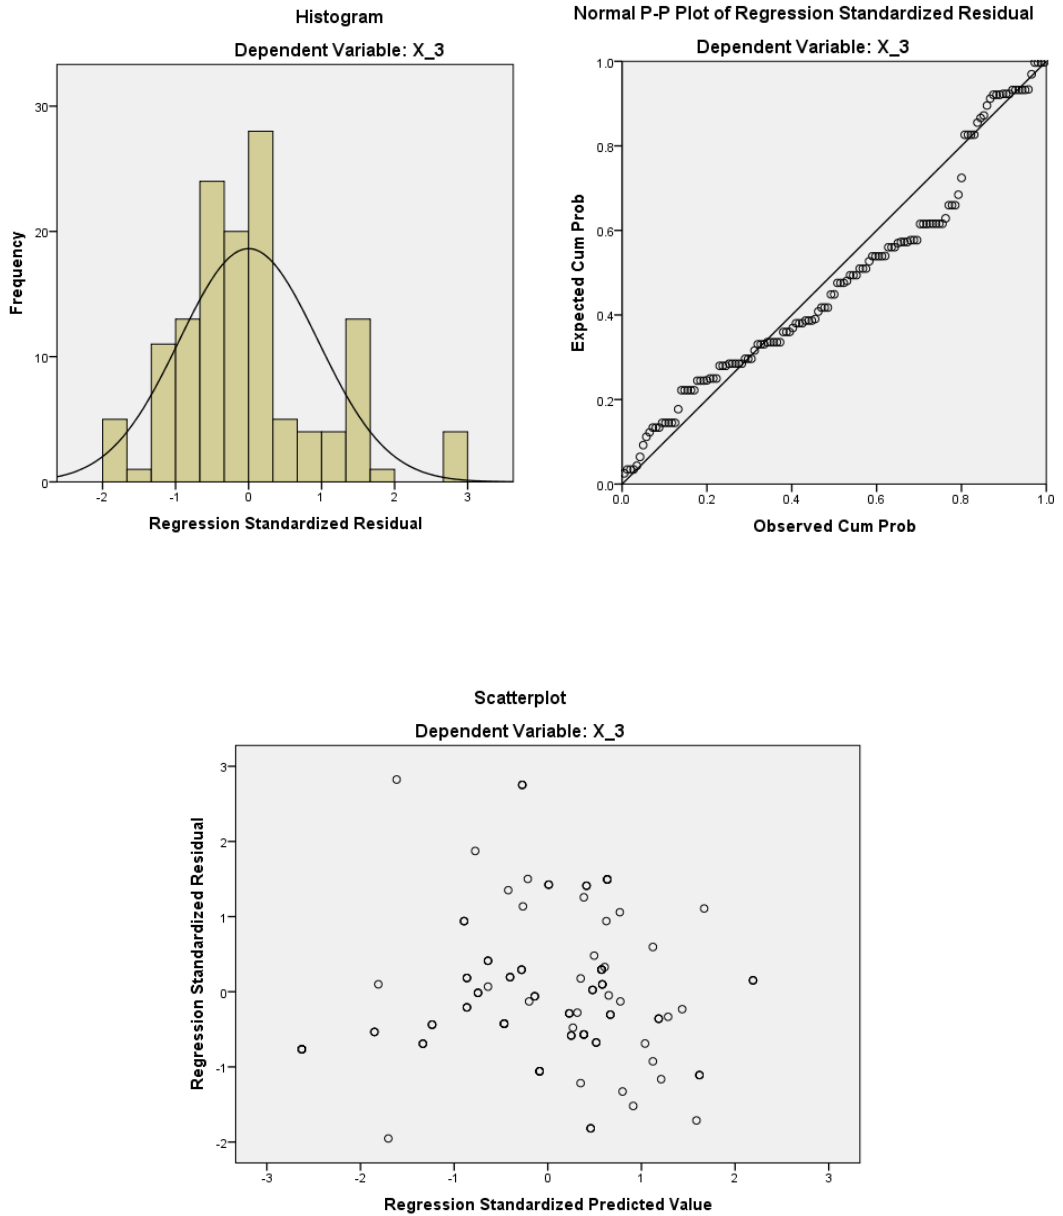 Histogram
Dependent Variable: X_3
Frequency
30
20
10
0
-2
-1
0
1
2
3
Regression Standardized Residual
Normal P-P Plot of Regression Standardized Residual
Dependent Variable: X_3
Expected Cum Prob
1.0
0.8
0.6
0.4
0.2
0.0
0.0
0.2
0.4
0.6
0.8
1.0
Observed Cum Prob
Scatterplot
Dependent Variable: X_3
Regression Standardized Residual
3
2
1
0
-1
-2
-3
-2
-1
0
1
2
3
Regression Standardized Predicted Value